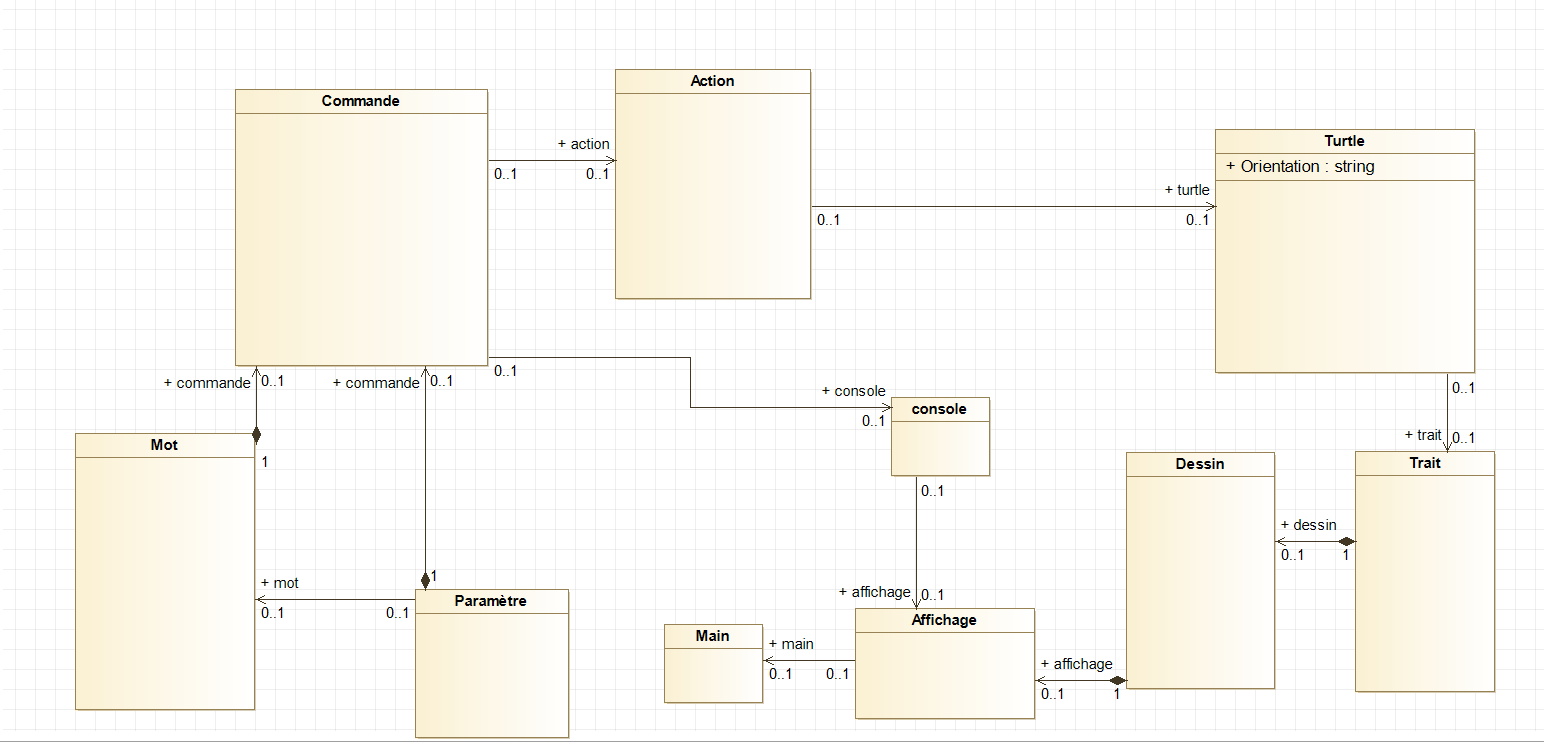 Action
Commande
+ action
0..1
0..1
Turtle
+ Orientation : string
+ turtle
0..1
0..1
+ commande
0..1
+ commande
0..1
0..1
+ console
0..1
console
0..1
0..1
+ trait
0..1
Mot
1
Dessin
Trait
+ dessin
0..1
1
+ mot
0..1
0..1
1
Paramètre
+ affichage
0..1
Affichage
Main
+ main
0..1
0..1
+ affichage
0..1
1